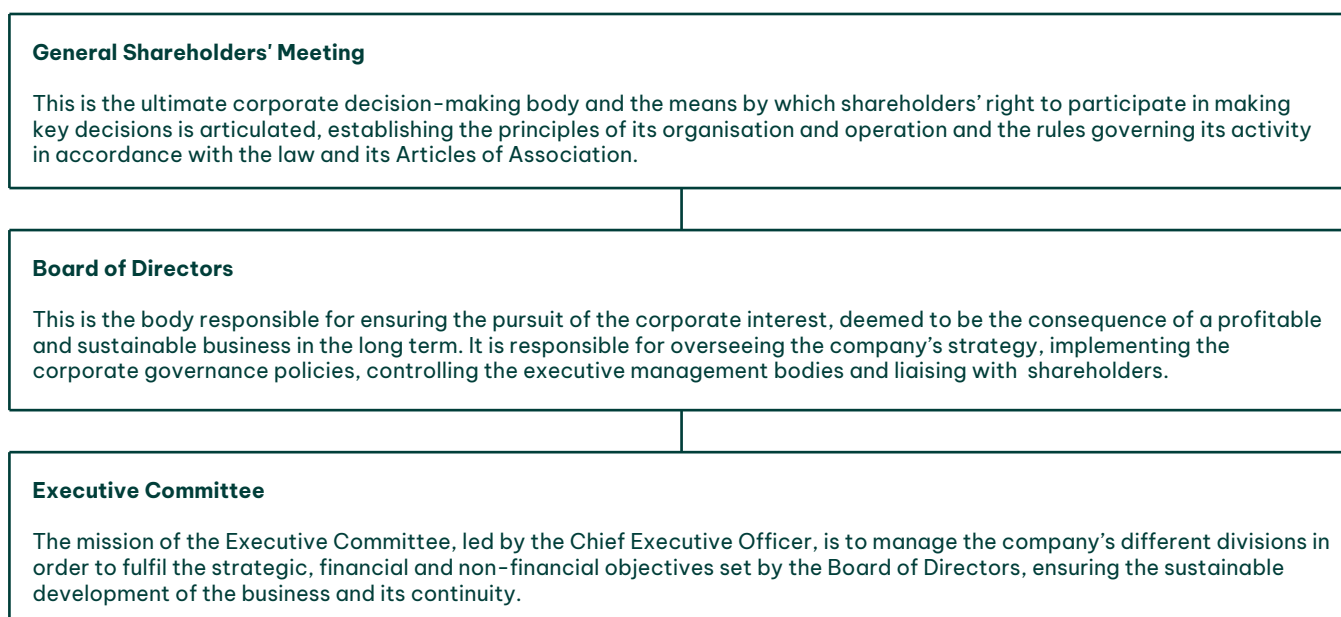 General Shareholders' Meeting
This is the ultimate corporate decision-making body and the means by which shareholders’ right to participate in making
key decisions is articulated, establishing the principles of its organisation and operation and the rules governing its activity
in accordance with the law and its Articles of Association.
Board of Directors
This is the body responsible for ensuring the pursuit of the corporate interest, deemed to be the consequence of a profitable
and sustainable business in the long term. It is responsible for overseeing the company’s strategy, implementing the
corporate governance policies, controlling the executive management bodies and liaising with  shareholders.
Executive Committee
The mission of the Executive Committee, led by the Chief Executive Officer, is to manage the company’s different divisions in
order to fulfil the strategic, financial and non-financial objectives set by the Board of Directors, ensuring the sustainable
development of the business and its continuity.